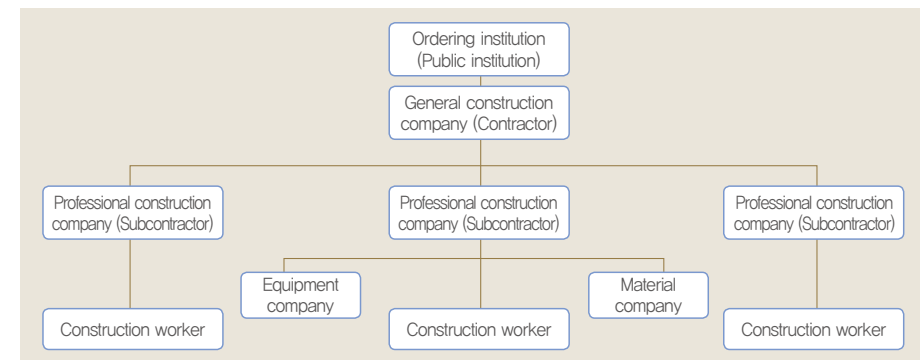 Ordering institution
(Public institution)
General construction
company (Contractor)
Professional construction
company (Subcontractor)
Professional construction
company (Subcontractor)
Professional construction
company (Subcontractor)
Equipment
company
Material
company
Construction worker
Construction worker
Construction worker